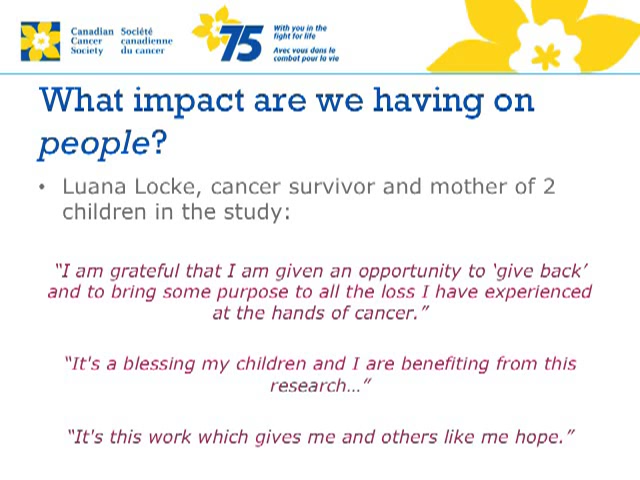 Canadian Cancer Society
Société canadienne du cancer
75
With you in the fight for life
Avec vous dans le combat pour la vie
What impact are we having on
people?
• Luana Locke, cancer survivor and mother of 2
children in the study:
“I am grateful that I am given an opportunity to ‘give back’
and to bring some purpose to all the loss I have experienced
at the hands of cancer.”
“It's a blessing my children and I are benefiting from this
research…”
“It's this work which gives me and others like me hope.”